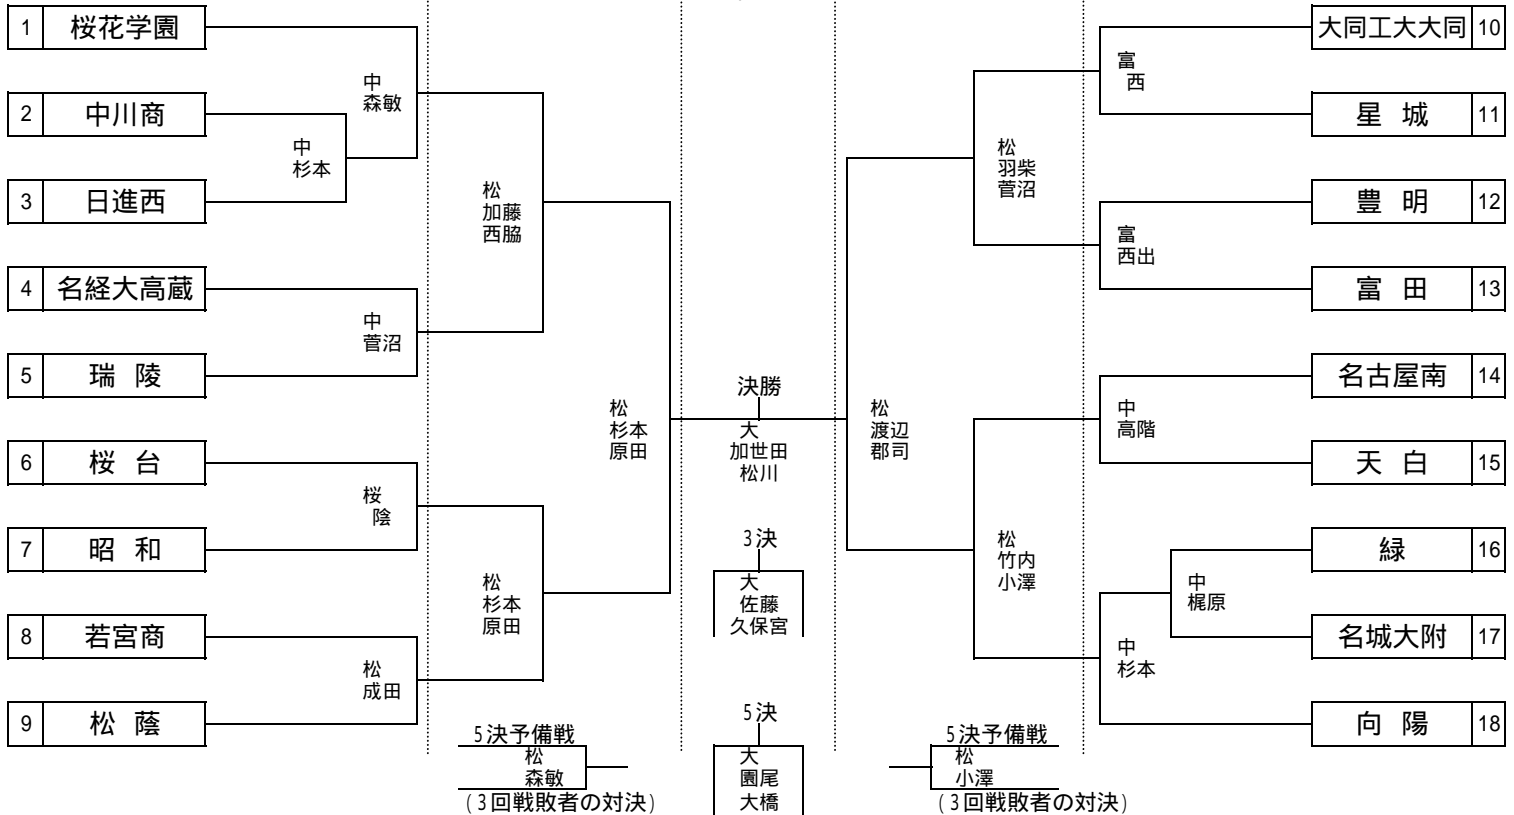 1 桜花学園
2 中川商
3 日進西
4 名経大高蔵
5 瑞 陵
6 桜 台
7 昭 和
8 若宮商
9 松 蔭
中
森敏
中
杉本
中
菅沼
桜
陰
松
成田
松
加藤
西脇
松
杉本
原田
5決予備戦
松
森敏
(3回戦敗者の対決)
松
杉本
原田
決勝
大
加世田
松川
3決
大
佐藤
久保宮
5決
大
園尾
大橋
松
渡辺
郡司
松
羽柴
菅沼
松
竹内
小澤
5決予備戦
松
小澤
(3回戦敗者の対決)
富
西
富
西出
中
高階
中
梶原
中
杉本
大同工大大同 10
星 城 11
豊 明 12
富 田 13
名古屋南 14
天 白 15
緑 16
名城大附 17
向 陽 18